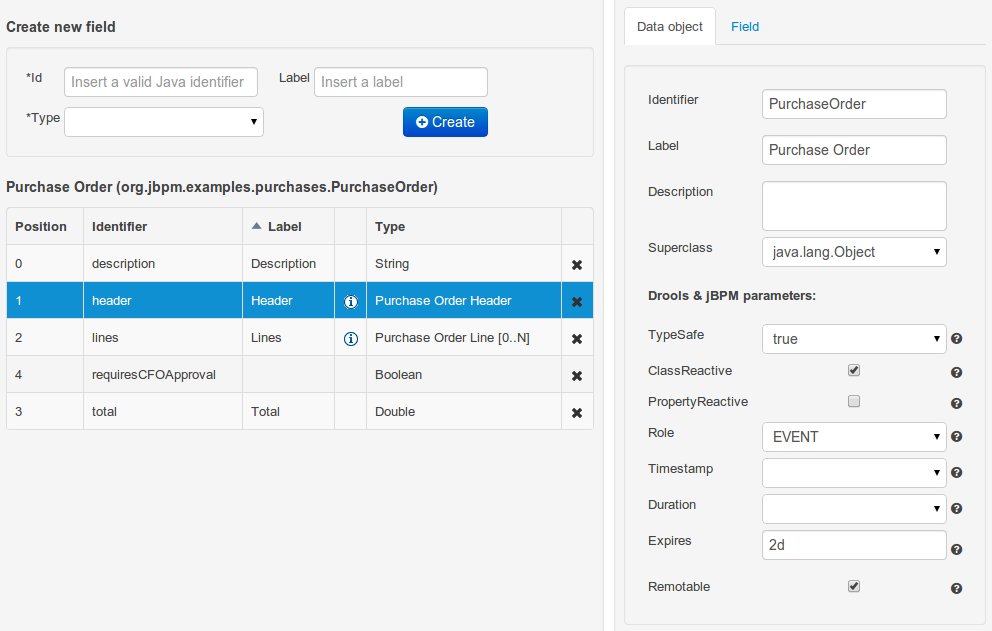 Create new field
*Id Insert a valid Java identifier Label Insert a label
*Type Create
Purchase Order (org.jbpm.examples.purchases.PurchaseOrder)
Position Identifier Label Type
0 description Description String
1 header Header Purchase Order Header
2 lines Lines Purchase Order Line [0..N]
4 requiresCFOApproval Boolean
3 total Total Double
Data object Field
Identifier PurchaseOrder
Label Purchase Order
Description
Superclass java.lang.Object
Drools & jBPM parameters:
TypeSafe true
ClassReactive
PropertyReactive
Role EVENT
Timestamp
Duration
Expires 2d
Remotable